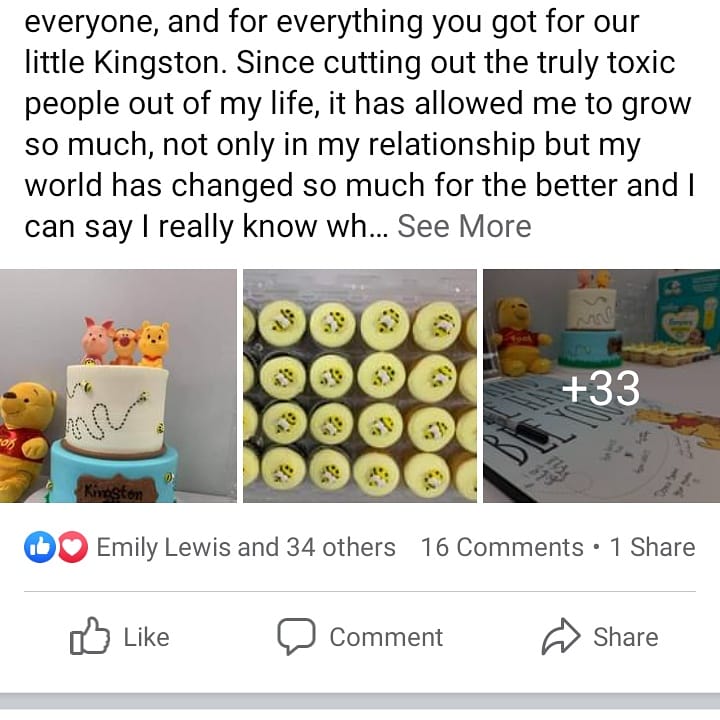 everyone, and for everything you got for our
little Kingston. Since cutting out the truly toxic
people out of my life, it has allowed me to grow
so much, not only in my relationship but my
world has changed so much for the better and I
can say I really know wh... See More
Kingston
+33
BEE YOU
Emily Lewis and 34 others 16 Comments • 1 Share
Like Comment Share